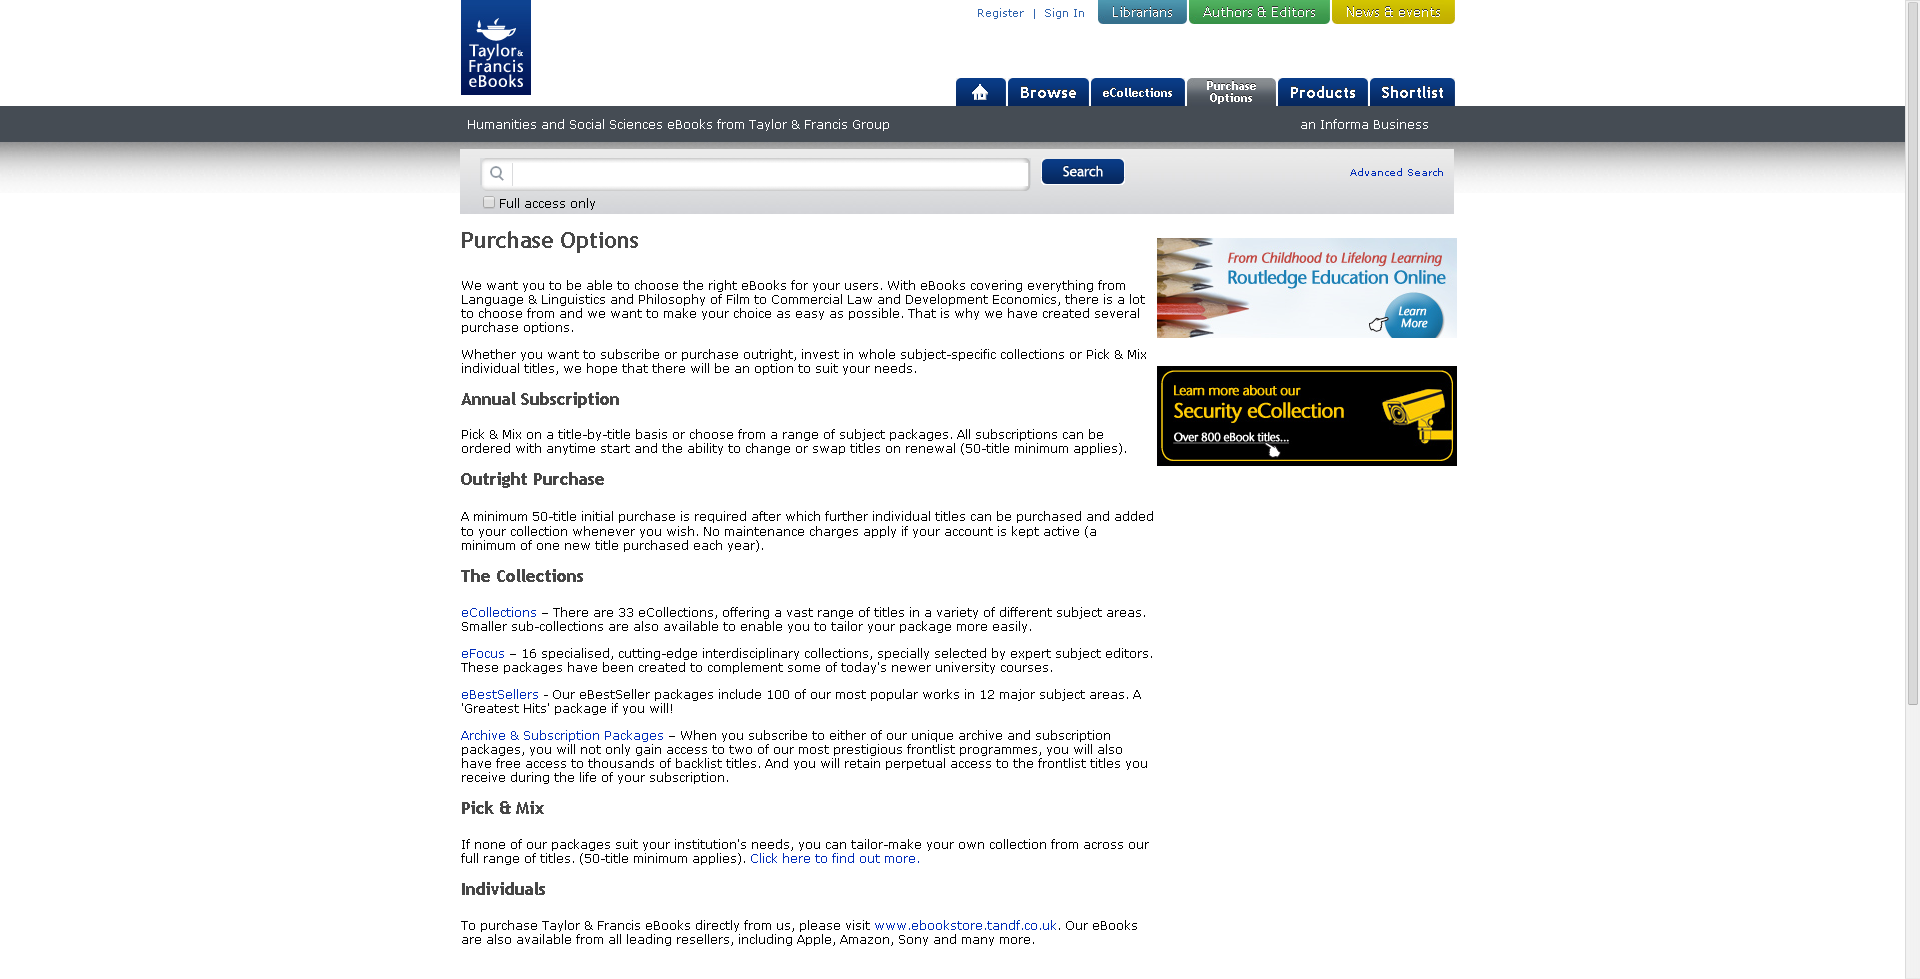 Taylor &
Francis
eBooks
Register | Sign In
Librarians
Authors & Editors
News & events
Browse
eCollections
Purchase
Options
Products
Shortlist
Humanities and Social Sciences eBooks from Taylor & Francis Group
an Informa Business
Search
Advanced Search
Full access only
Purchase Options
We want you to be able to choose the right eBooks for your users. With eBooks covering everything from
Language & Linguistics and Philosophy of Film to Commercial Law and Development Economics, there is a lot
to choose from and we want to make your choice as easy as possible. That is why we have created several
purchase options.
Whether you want to subscribe or purchase outright, invest in whole subject-specific collections or Pick & Mix
individual titles, we hope that there will be an option to suit your needs.
Annual Subscription
Pick & Mix on a title-by-title basis or choose from a range of subject packages. All subscriptions can be
ordered with anytime start and the ability to change or swap titles on renewal (50-title minimum applies).
Outright Purchase
A minimum 50-title initial purchase is required after which further individual titles can be purchased and added
to your collection whenever you wish. No maintenance charges apply if your account is kept active (a
minimum of one new title purchased each year).
The Collections
eCollections – There are 33 eCollections, offering a vast range of titles in a variety of different subject areas.
Smaller sub-collections are also available to enable you to tailor your package more easily.
eFocus – 16 specialised, cutting-edge interdisciplinary collections, specially selected by expert subject editors.
These packages have been created to complement some of today's newer university courses.
eBestSellers - Our eBestSeller packages include 100 of our most popular works in 12 major subject areas. A
'Greatest Hits' package if you will!
Archive & Subscription Packages – When you subscribe to either of our unique archive and subscription
packages, you will not only gain access to two of our most prestigious frontlist programmes, you will also
have free access to thousands of backlist titles. And you will retain perpetual access to the frontlist titles you
receive during the life of your subscription.
Pick & Mix
If none of our packages suit your institution's needs, you can tailor-make your own collection from across our
full range of titles. (50-title minimum applies). Click here to find out more.
Individuals
To purchase Taylor & Francis eBooks directly from us, please visit www.ebookstore.tandf.co.uk. Our eBooks
are also available from all leading resellers, including Apple, Amazon, Sony and many more.
From Childhood to Lifelong Learning
Routledge Education Online
Learn
More
Learn more about our
Security eCollection
Over 800 eBook titles...